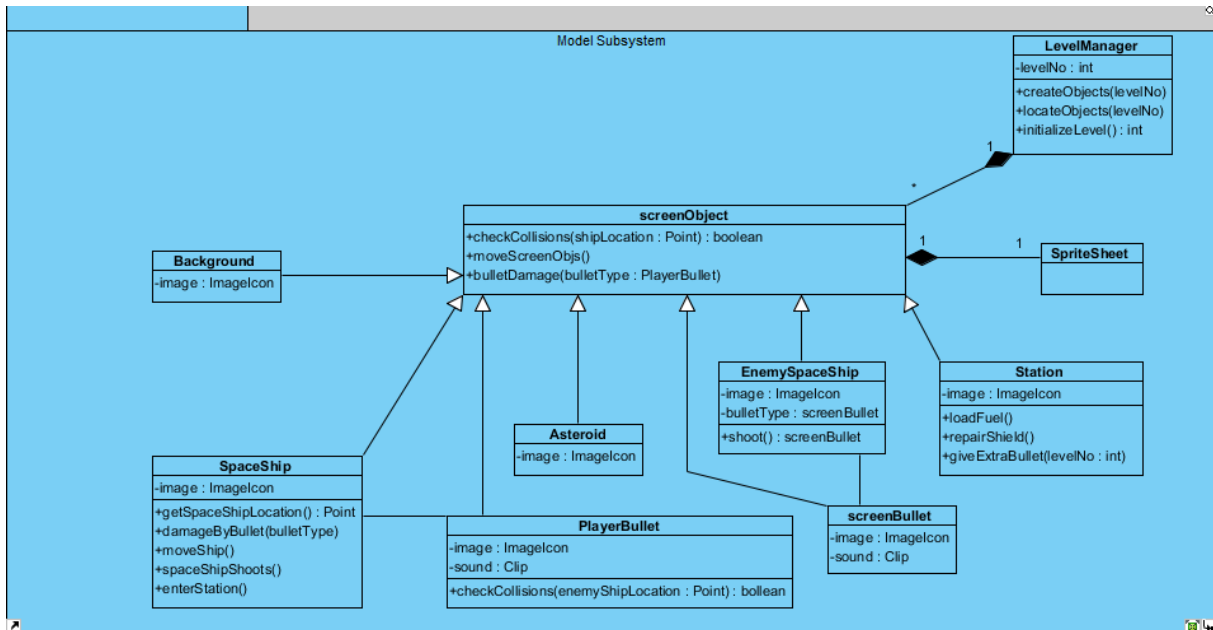 Model Subsystem
LevelManager
-levelNo : int
+createObjects(levelNo)
+locateObjects(levelNo)
+initializeLevel() : int
1
*
screenObject
+checkCollisions(shipLocation : Point) : boolean
+moveScreenObjs()
+bulletDamage(bulletType : PlayerBullet)
1
1
SpriteSheet
Background
-image : ImageIcon
EnemySpaceShip
-image : ImageIcon
-bulletType : screenBullet
+shoot() : screenBullet
Station
-image : ImageIcon
+loadFuel()
+repairShield()
+giveExtraBullet(levelNo : int)
Asteroid
-image : ImageIcon
SpaceShip
-image : ImageIcon
+getSpaceShipLocation() : Point
+damageByBullet(bulletType)
+moveShip()
+spaceShipShoots()
+enterStation()
PlayerBullet
-image : ImageIcon
-sound : Clip
+checkCollisions(enemyShipLocation : Point) : bollean
screenBullet
-image : ImageIcon
-sound : Clip